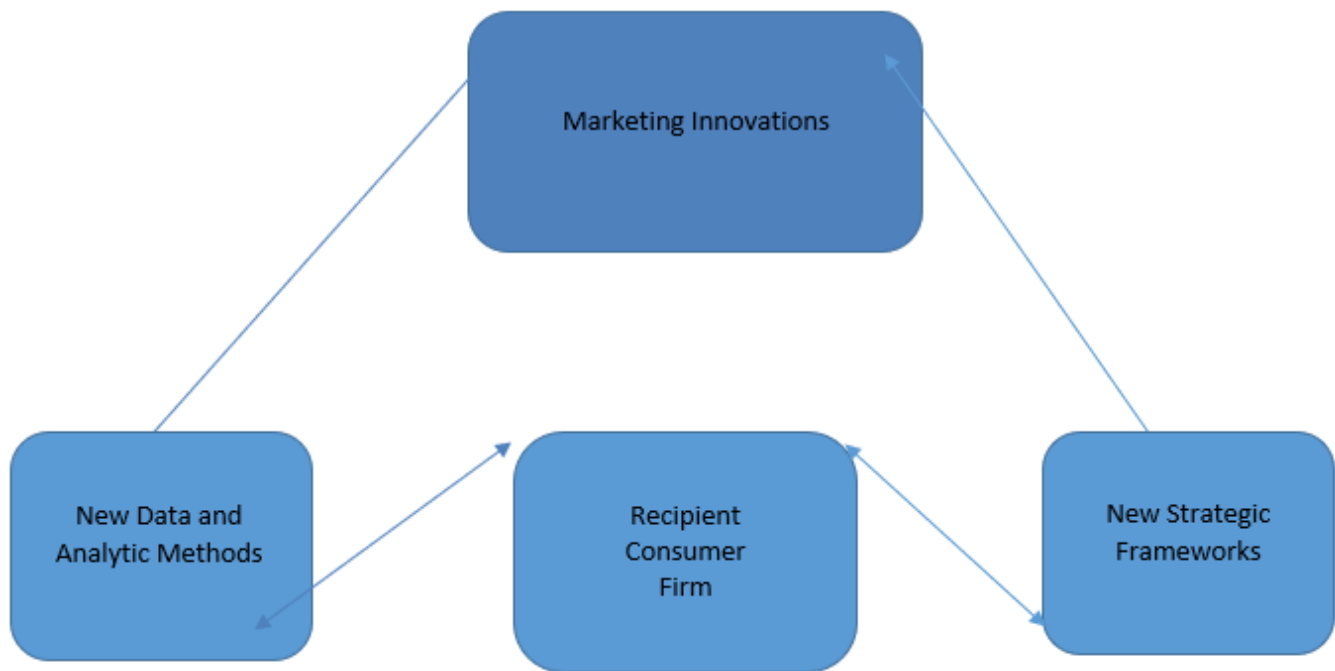 Marketing Innovations
New Data and
Analytic Methods
Recipient
Consumer
Firm
New Strategic
Frameworks